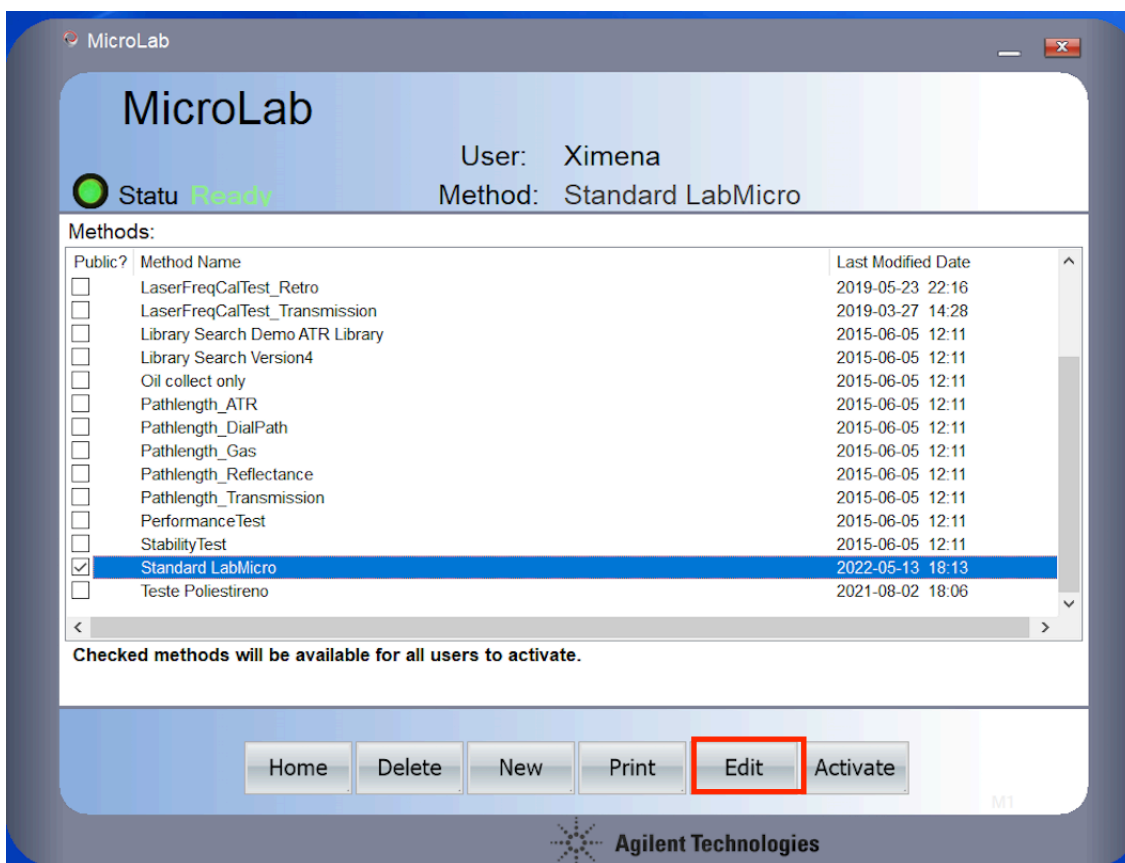 MicroLab
MicroLab
User: Ximena
Statu Ready Method: Standard LabMicro
Methods:
Public? Method Name Last Modified Date
LaserFreqCalTest_Retro 2019-05-23 22:16
LaserFreqCalTest_Transmission 2019-03-27 14:28
Library Search Demo ATR Library 2015-06-05 12:11
Library Search Version4 2015-06-05 12:11
Oil collect only 2015-06-05 12:11
Pathlength_ATR 2015-06-05 12:11
Pathlength_DialPath 2015-06-05 12:11
Pathlength_Gas 2015-06-05 12:11
Pathlength_Reflectance 2015-06-05 12:11
Pathlength_Transmission 2015-06-05 12:11
PerformanceTest 2015-06-05 12:11
StabilityTest 2015-06-05 12:11
Standard LabMicro 2022-05-13 18:13
Teste Poliestireno 2021-08-02 18:06
Checked methods will be available for all users to activate.
Home Delete New Print Edit Activate
M1
Agilent Technologies